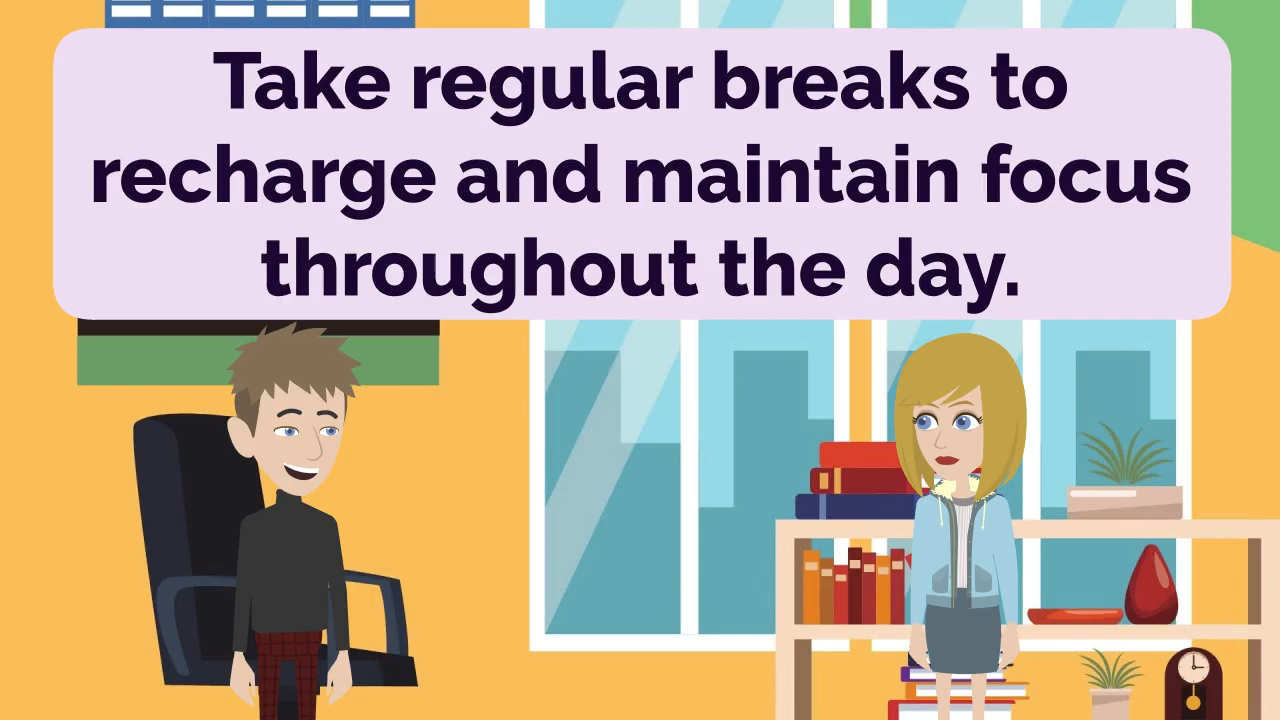 Take regular breaks to
recharge and maintain focus
throughout the day.